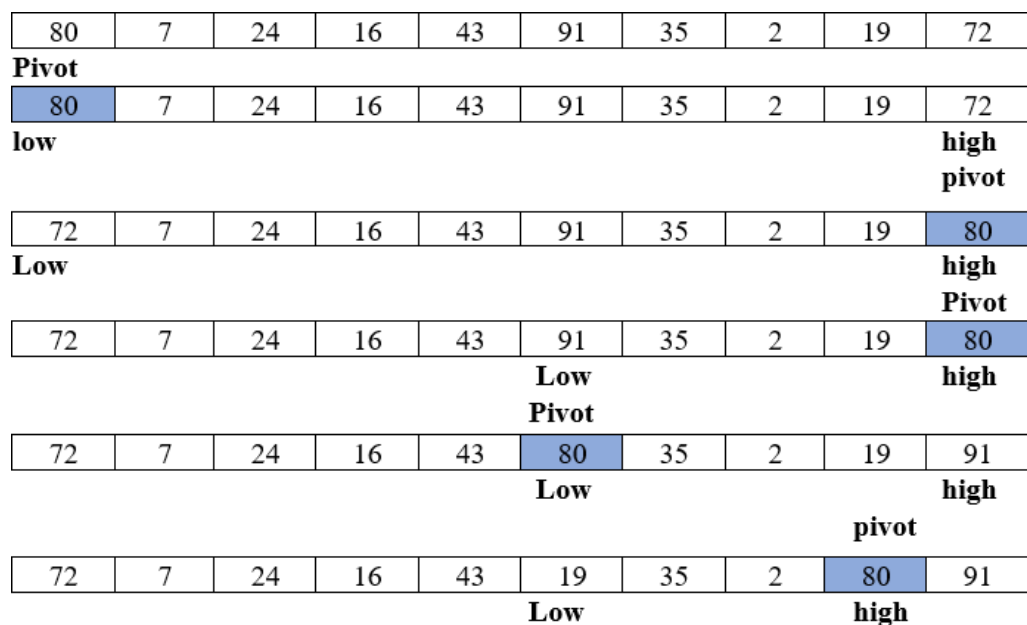 80 7 24 16 43 91 35 2 19 72
Pivot
80 7 24 16 43 91 35 2 19 72
low high
pivot
72 7 24 16 43 91 35 2 19 80
Low high
Pivot
72 7 24 16 43 91 35 2 19 80
Low high
Pivot
72 7 24 16 43 80 35 2 19 91
Low high
pivot
72 7 24 16 43 19 35 2 80 91
Low high